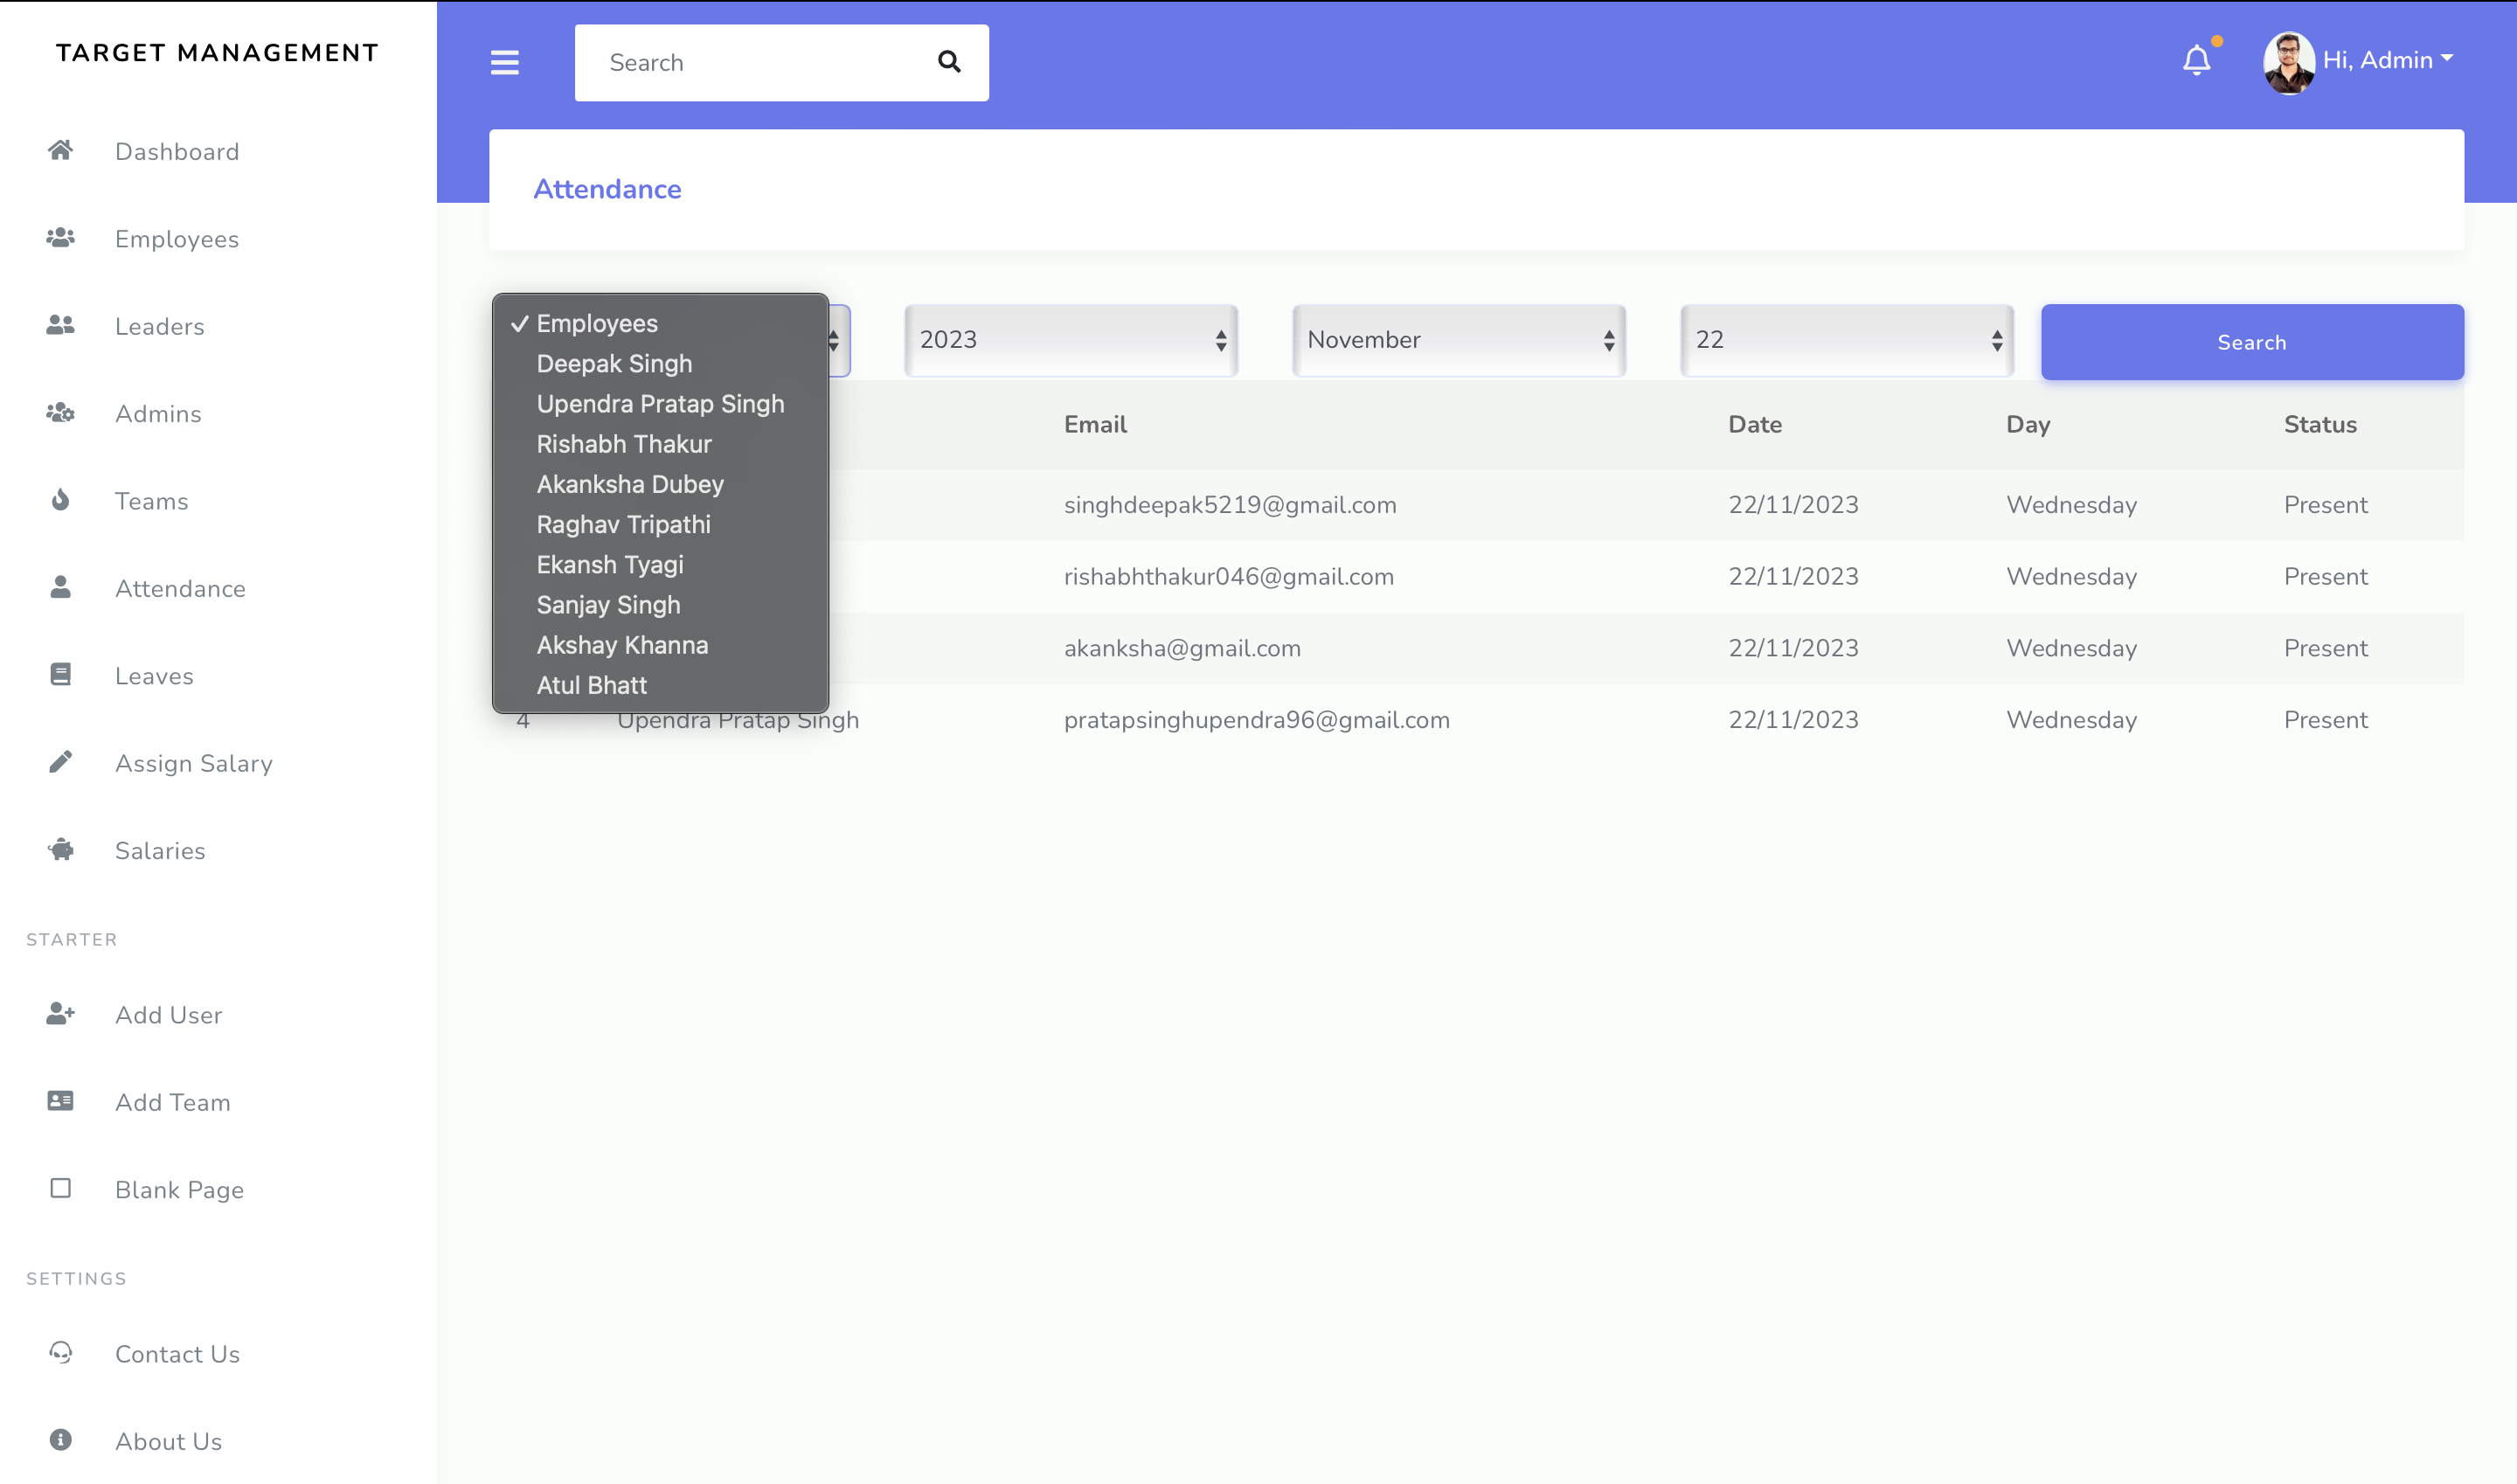 TARGET MANAGEMENT
Search
Hi, Admin
Dashboard
Employees
Leaders
Admins
Teams
Attendance
Leaves
Assign Salary
Salaries
STARTER
Add User
Add Team
Blank Page
SETTINGS
Contact Us
About Us
Attendance
Employees
Deepak Singh
Upendra Pratap Singh
Rishabh Thakur
Akanksha Dubey
Raghav Tripathi
Ekansh Tyagi
Sanjay Singh
Akshay Khanna
Atul Bhatt
2023 November 22 Search
Email Date Day Status
singhdeepak5219@gmail.com 22/11/2023 Wednesday Present
rishabhthakur046@gmail.com 22/11/2023 Wednesday Present
akanksha@gmail.com 22/11/2023 Wednesday Present
4 Upendra Pratap Singh pratapsinghupendra96@gmail.com 22/11/2023 Wednesday Present